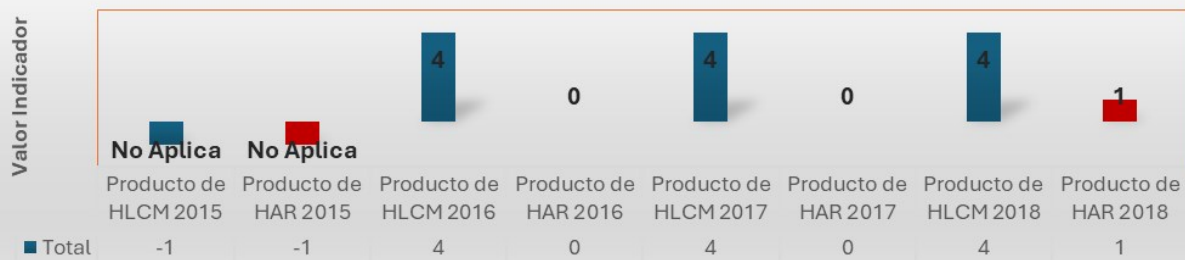 Valor Indicador
4
4
4
0
0
1
No Aplica
No Aplica
Producto de HLCM 2015
Producto de HAR 2015
Producto de HLCM 2016
Producto de HAR 2016
Producto de HLCM 2017
Producto de HAR 2017
Producto de HLCM 2018
Producto de HAR 2018
Total -1 -1 4 0 4 0 4 1